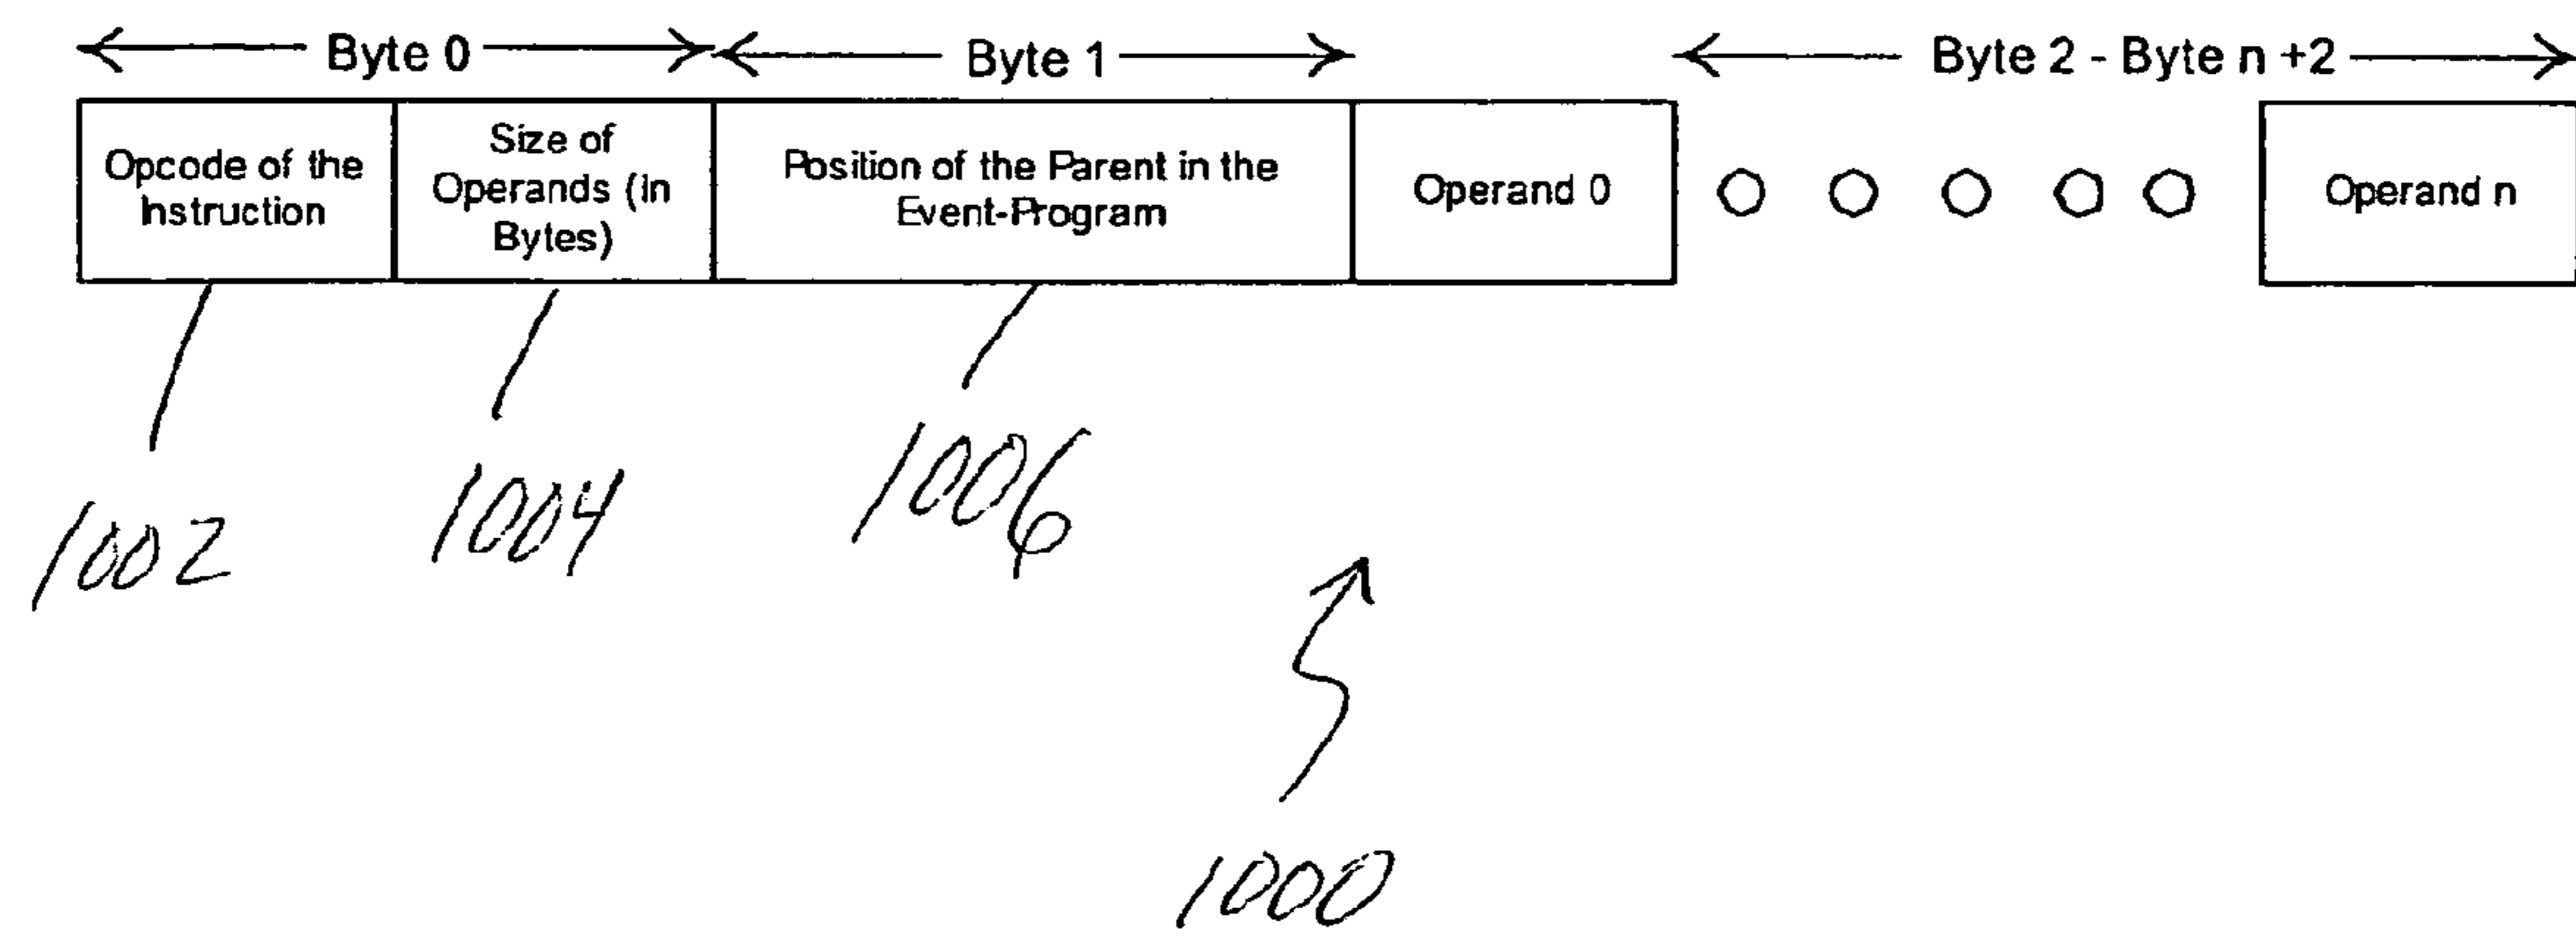 Byte 0
Byte 1
Byte 2 - Byte n +2
Opcode of the
Instruction
Size of
Operands (in
Bytes)
Position of the Parent in the
Event-Program
Operand 0
Operand n
1002
1004
1006
1000